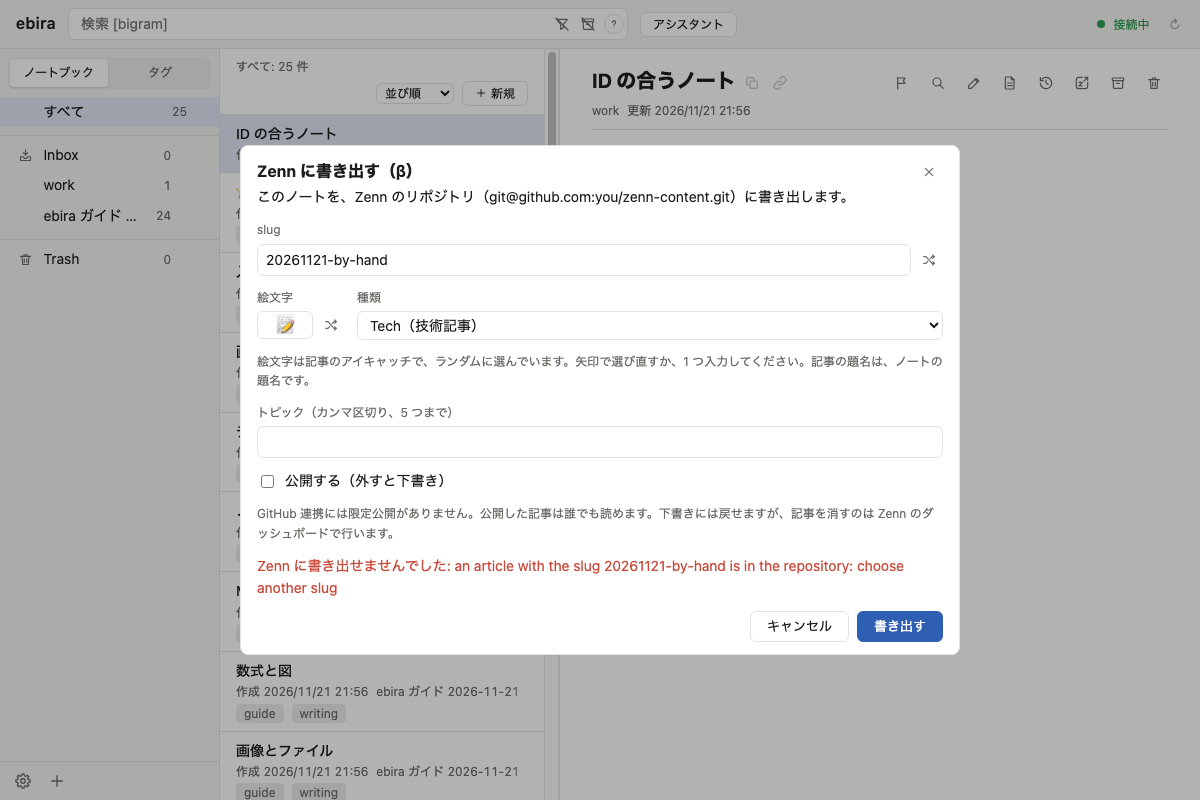 ebira
検索 [bigram]
?
アシスタント
接続中
ノートブック
タグ
すべて
25
Inbox
0
work
1
ebira ガイド ...
24
Trash
0
すべて: 25 件
並び順
新規
ID の合うノート
ID の合うノート
work 更新 2026/11/21 21:56
Zenn に書き出す（β）
このノートを、Zenn のリポジトリ（git@github.com:you/zenn-content.git）に書き出します。
slug
20261121-by-hand
絵文字
種類
Tech（技術記事）
絵文字は記事のアイキャッチで、ランダムに選んでいます。矢印で選び直すか、1 つ入力してください。記事の題名は、ノートの
題名です。
トピック（カンマ区切り、5 つまで）
公開する（外すと下書き）
GitHub 連携には限定公開がありません。公開した記事は誰でも読めます。下書きには戻せますが、記事を消すのは Zenn のダ
ッシュボードで行います。
Zenn に書き出せませんでした: an article with the slug 20261121-by-hand is in the repository: choose
another slug
キャンセル
書き出す
数式と図
作成 2026/11/21 21:56 ebira ガイド 2026-11-21
guide writing
画像とファイル
作成 2026/11/21 21:56 ebira ガイド 2026-11-21
guide writing